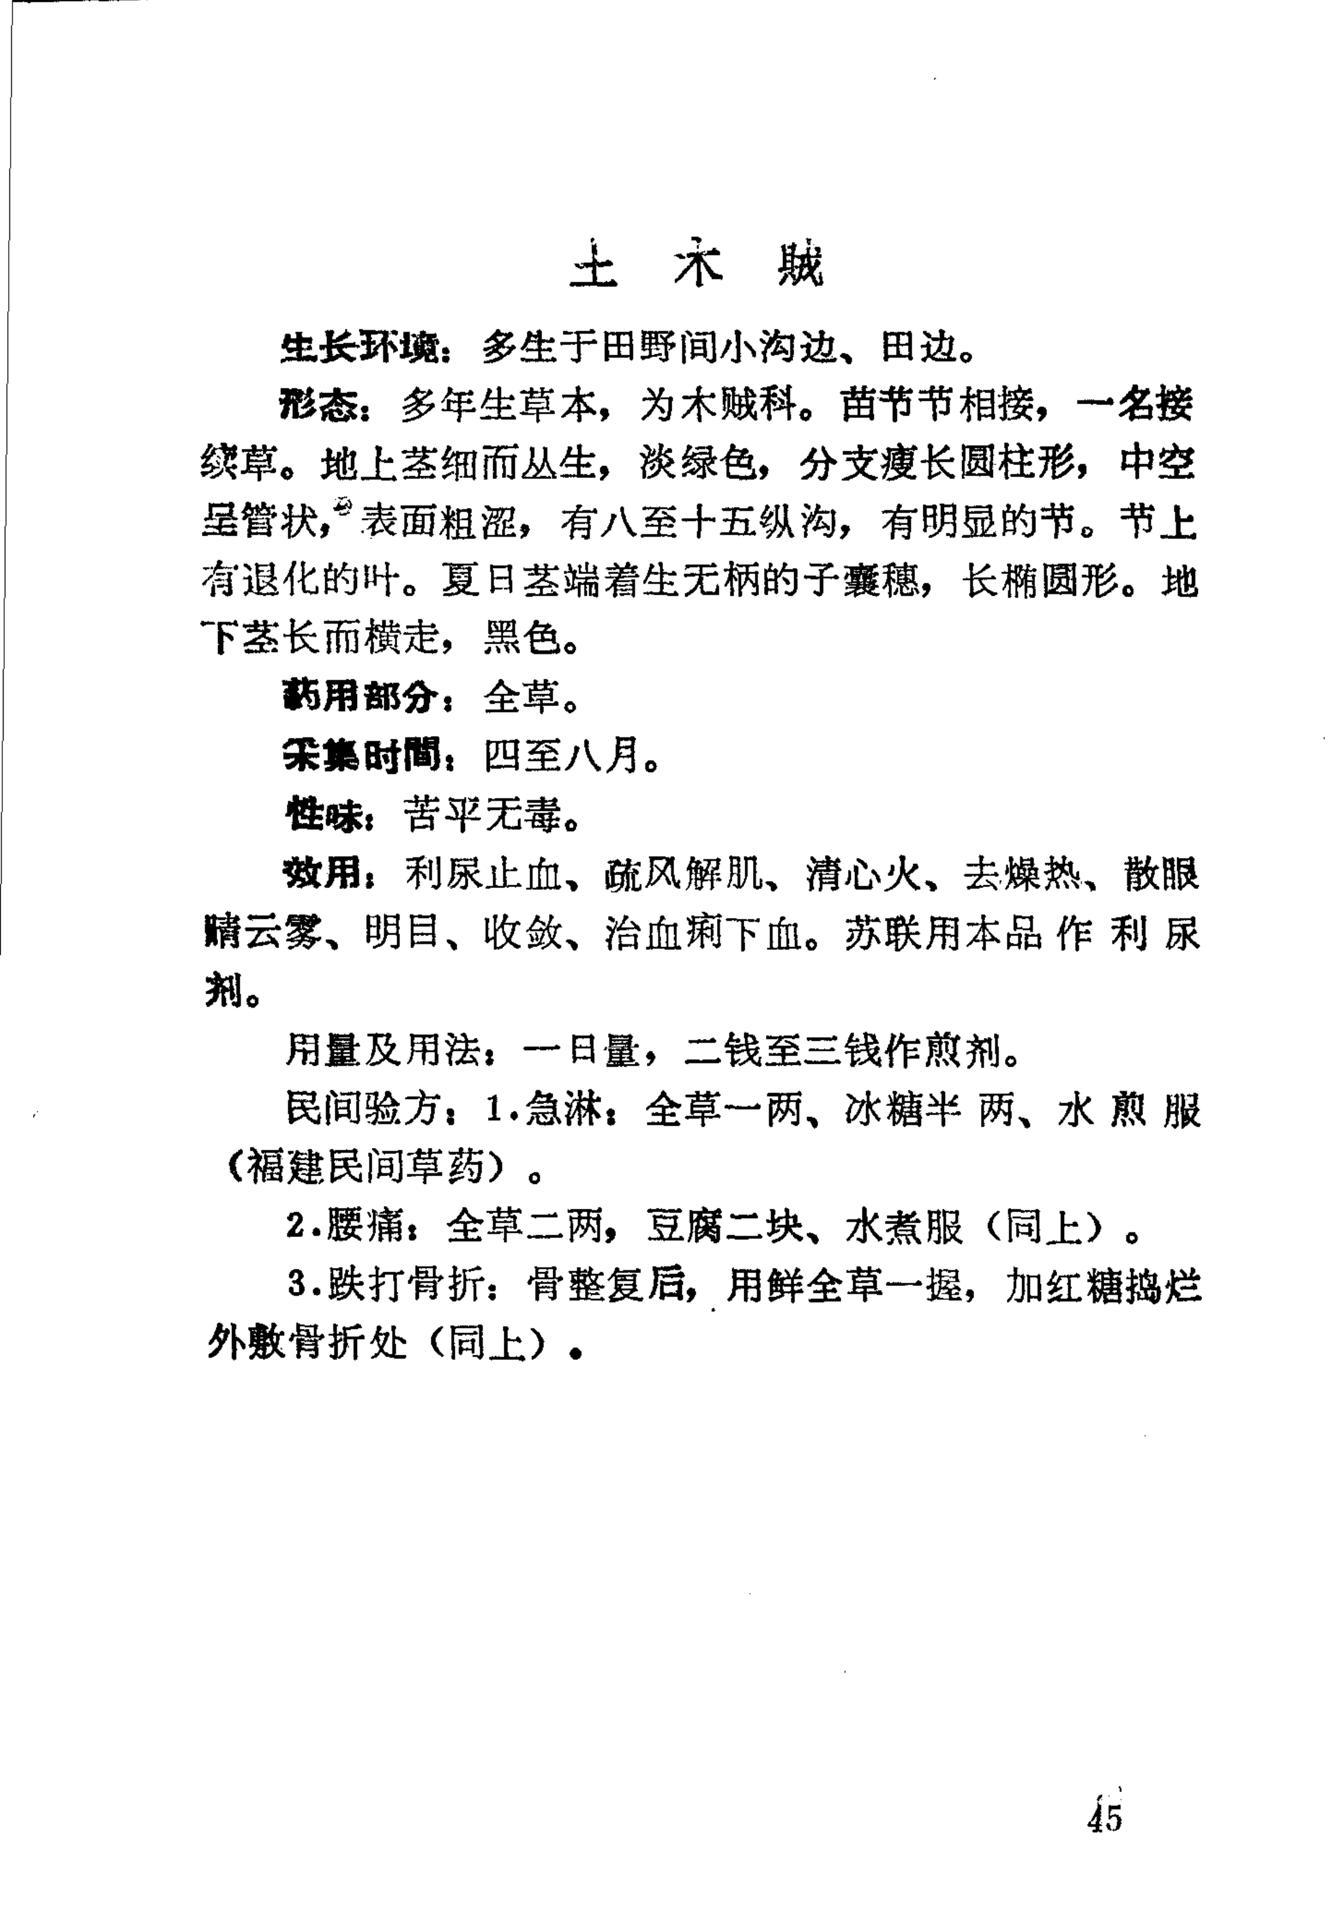 土木賊
生长环境：多生于田野间小沟边、田边。
形态：多年生草本，为木贼科。苗节节相接，一名接
续草。地上茎细而丛生，淡绿色，分支瘦长圆柱形，中空
呈管状，表面粗涩，有八至十五纵沟，有明显的节。节上
有退化的叶。夏日茎端着生无柄的子囊穗，长椭圆形。地
下茎长而横走，黑色。
药用部分：全草。
采集时間：四至八月。
性味：苦平无毒。
效用：利尿止血、疏风解肌、清心火、去燥热、散眼
睛云雾、明目、收敛、治血痢下血。苏联用本品作利尿
剂。
用量及用法：一日量，二钱至三钱作煎剂。
民间验方：1.急淋：全草一两、冰糖半两、水煎服
（福建民间草药）。
2.腰痛：全草二两，豆腐二块、水煮服（同上）。
3.跌打骨折：骨整复后，用鲜全草一握，加红糖捣烂
外敷骨折处（同上）.
45